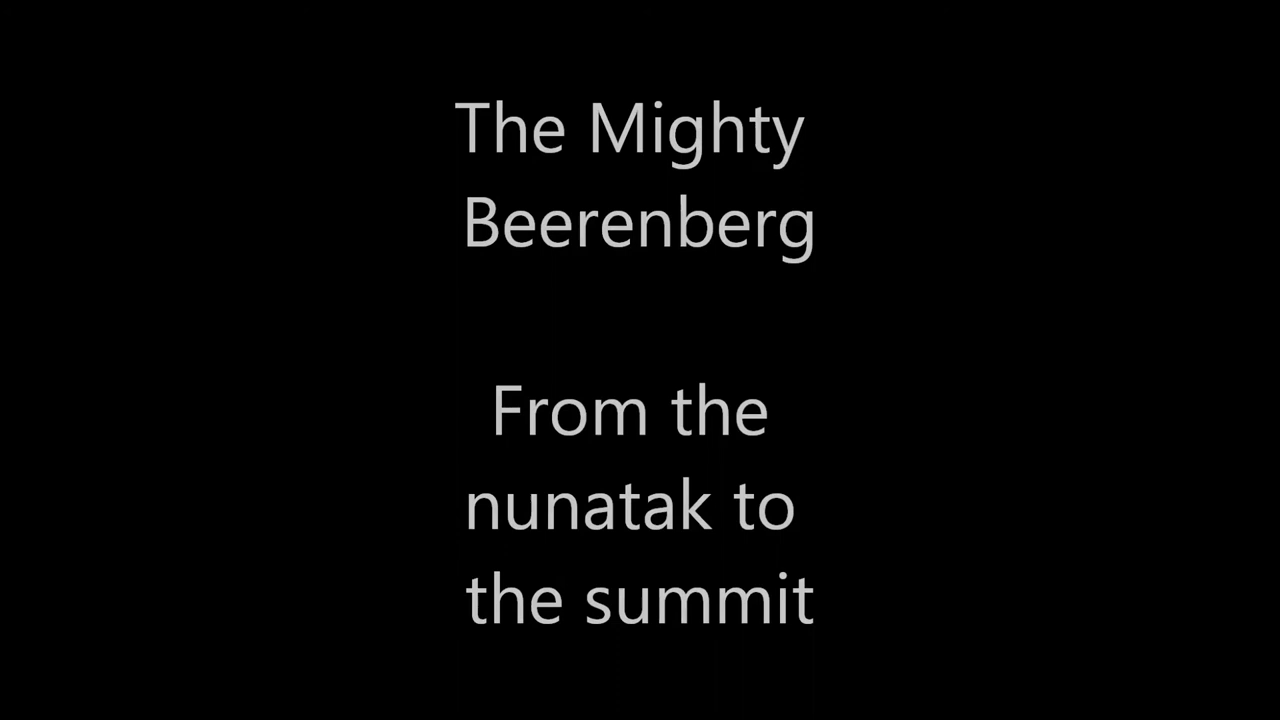 The Mighty
Beerenberg
From the
nunatak to
the summit